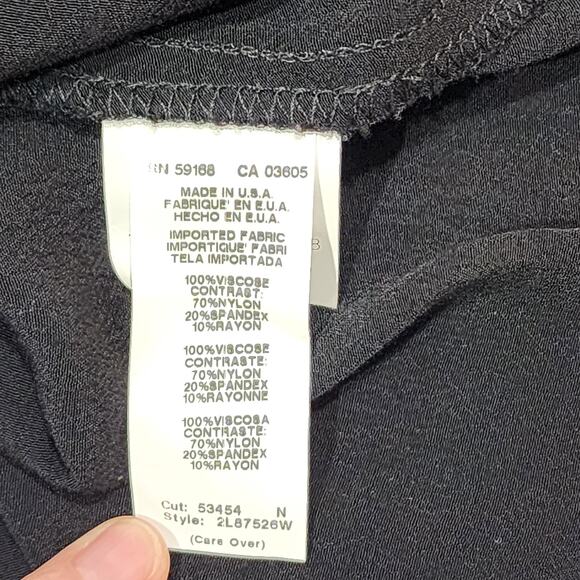 RN 59168 CA 03605
MADE IN U.S.A.
FABRIQUE' EN E.U.A.
HECHO EN E.U.A.
IMPORTED FABRIC
IMPORTIQUE' FABRI
TELA IMPORTADA
100%VISCOSE
CONTRAST:
70%NYLON
20%SPANDEX
10%RAYON
100%VISCOSE
CONTRASTE:
70%NYLON
20%SPANDEX
10%RAYONNE
100%VISCOSA
CONTRASTE:
70%NYLON
20%SPANDEX
10%RAYON
Cut: 53454 N
Style: 2L87526W
(Care Over)